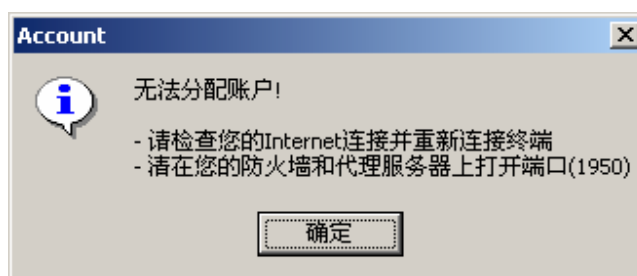 Account
无法分配账户!
- 请检查您的Internet连接并重新连接终端
- 请在您的防火墙和代理服务器上打开端口(1950)
确定